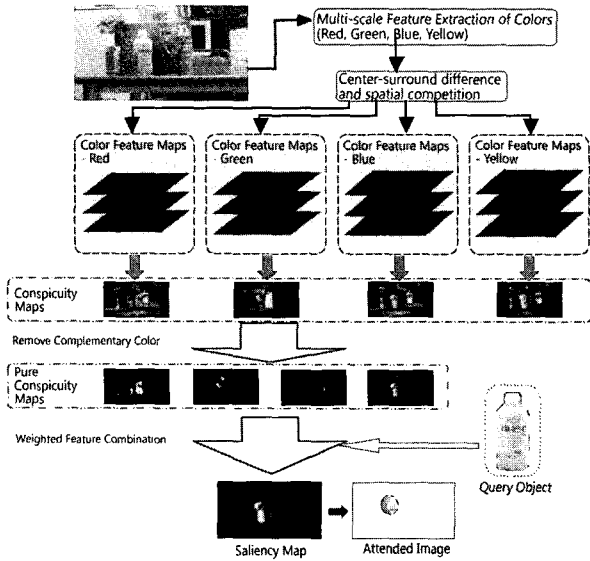 Multi-scale Feature Extraction of Colors
(Red, Green, Blue, Yellow)
Center-surround difference
and spatial competition
Color Feature Maps
- Red
Color Feature Maps
- Green
Color Feature Maps
- Blue
Color Feature Maps
- Yellow
Conspicuity
Maps
Remove Complementary Color
Pure
Conspicuity
Maps
Weighted Feature Combination
Query Object
Saliency Map
Attended Image